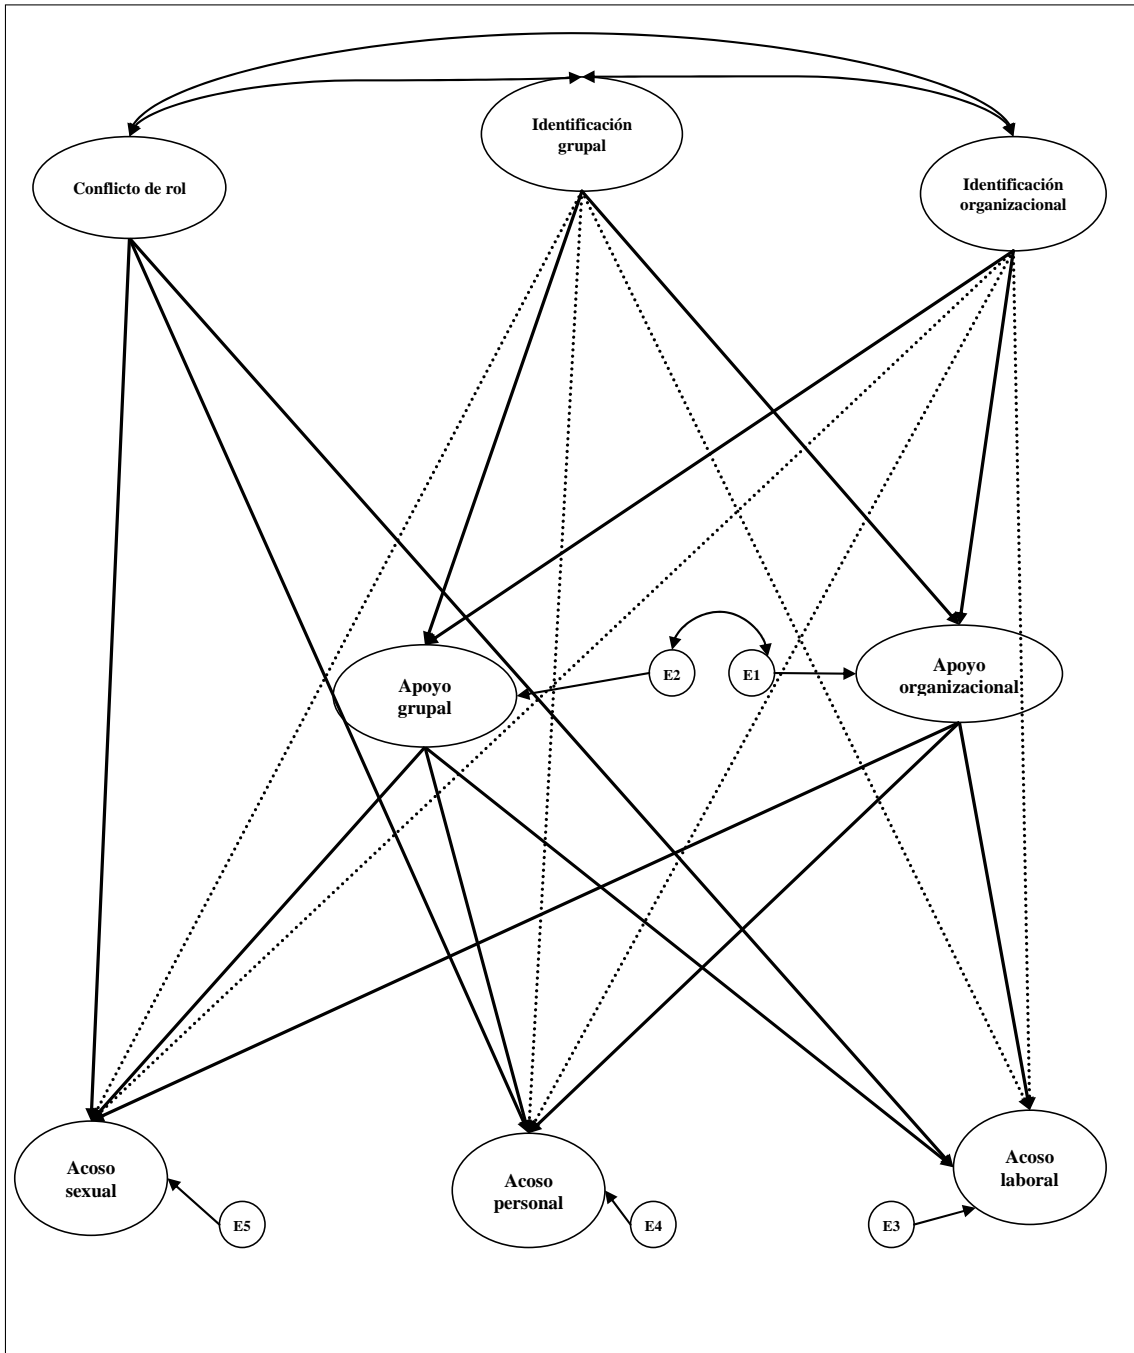 Identificación
grupal
Conflicto de rol
Identificación
organizacional
Apoyo
grupal
E2
E1
Apoyo
organizacional
Acoso
sexual
Acoso
personal
Acoso
laboral
E5
E4
E3